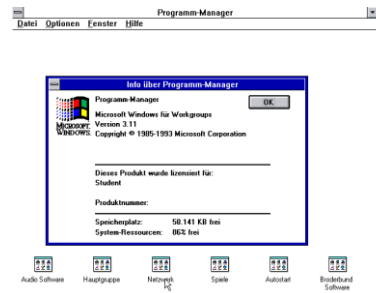 Programm-Manager
Datei Optionen Fenster Hilfe
Info über Programm-Manager
Programm-Manager
OK
Microsoft Windows für Workgroups
Version 3.11
Copyright © 1985-1993 Microsoft Corporation
MICROSOFT.
WINDOWS.
Dieses Produkt wurde lizensiert für:
Student
Produktnummer:
Speicherplatz: 50.141 KB frei
System-Ressourcen: 86% frei
Audio Software Hauptgruppe Netzwerk Spiele Autostart Broderbund
Software